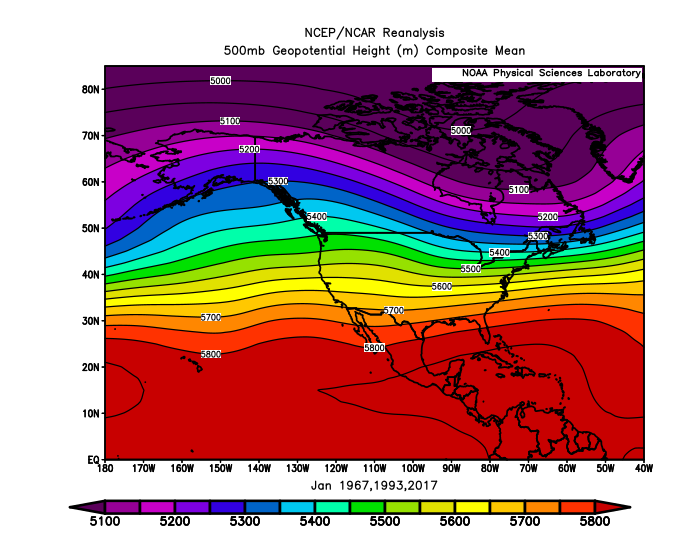 NCEP/NCAR Reanalysis
500mb Geopotential Height (m) Composite Mean
NOAA Physical Sciences Laboratory
80N
5000
5100
70N
5000
5200
60N
5300
5100
5400
5200
50N
5300
5400
5500
40N
5600
5700
5700
30N
5800
5800
20N
10N
EQ
180 170W 160W 150W 140W 130W 120W 110W 100W 90W 80W 70W 60W 50W 40W
Jan 1967,1993,2017
5100 5200 5300 5400 5500 5600 5700 5800